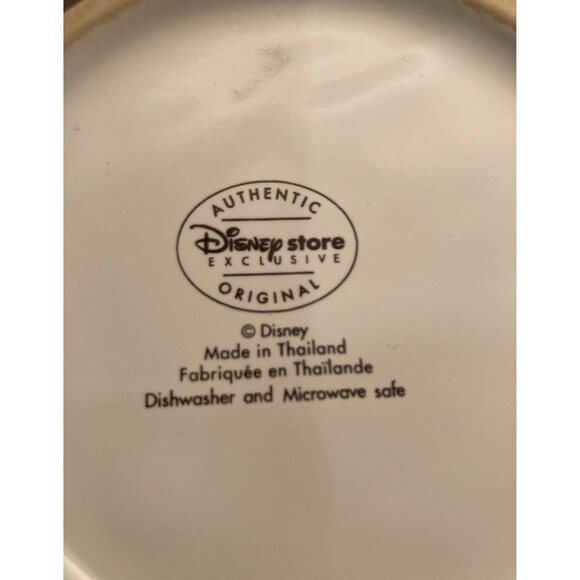 AUTHENTIC
Disney store
EXCLUSIVE
ORIGINAL
© Disney
Made in Thailand
Fabriquée en Thaïlande
Dishwasher and Microwave safe